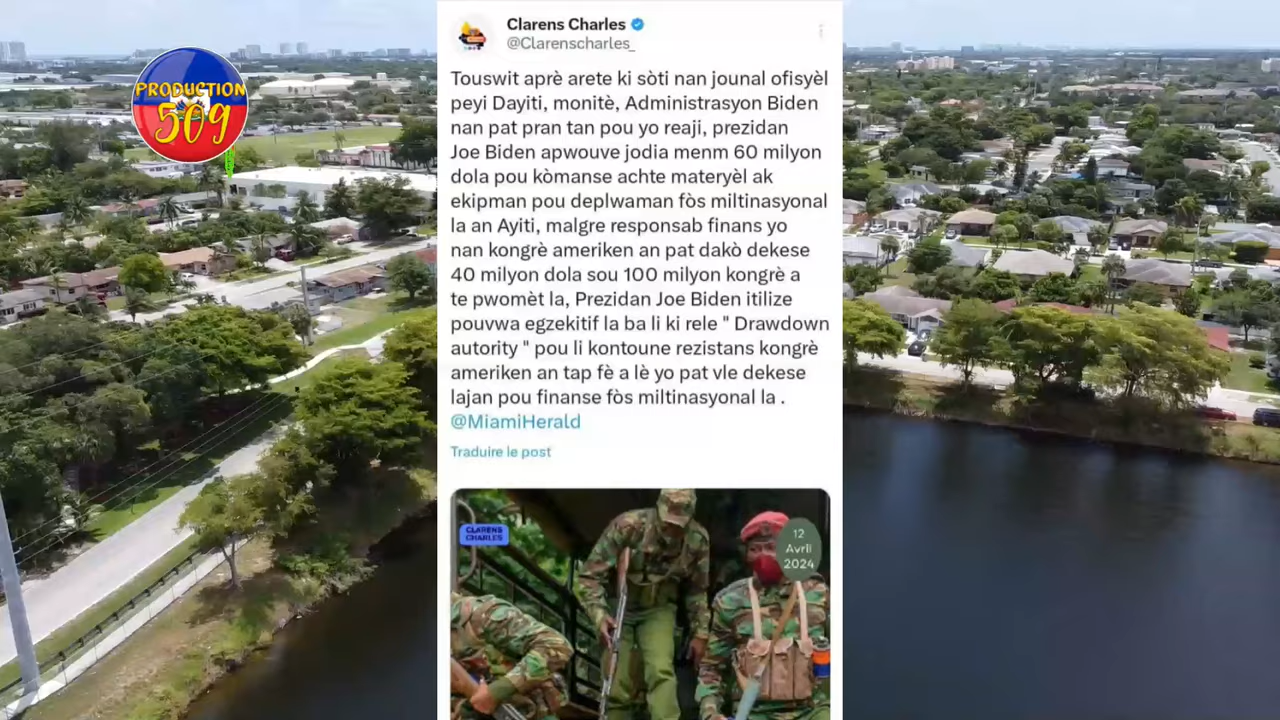 PRODUCTION
509
Clarens Charles
@Clarenscharles_
Touswit aprè arete ki sòti nan jounal ofisyèl
peyi Dayiti, monitè, Administrasyon Biden
nan pat pran tan pou yo reaji, prezidan
Joe Biden apwouve jodia menm 60 milyon
dola pou kòmanse achte materyèl ak
ekipman pou deplwaman fòs miltinasyonal
la an Ayiti, malgre responsab finans yo
nan kongrè ameriken an pat dakò dekese
40 milyon dola sou 100 milyon kongrè a
te pwomèt la, Prezidan Joe Biden itilize
pouvwa egzekitif la ba li ki rele " Drawdown
autority " pou li kontoune rezistans kongrè
ameriken an tap fè a lè yo pat vle dekese
lajan pou finanse fòs miltinasyonal la .
@MiamiHerald
Traduire le post
CLARENS
CHARLES
12
Avril
2024